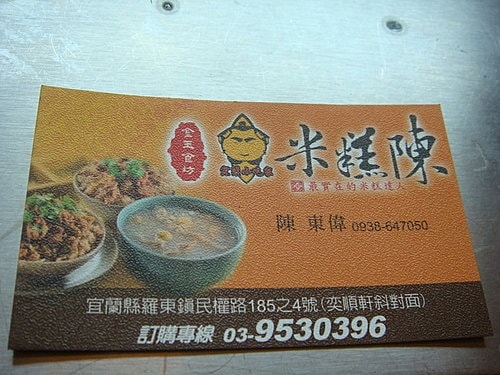 金玉食坊
米糕陳
最實在的米糕達人
陳 東偉 0938-647050
宜蘭縣羅東鎮民權路185之4號(奕順軒斜對面)
訂購專線 03-9530396